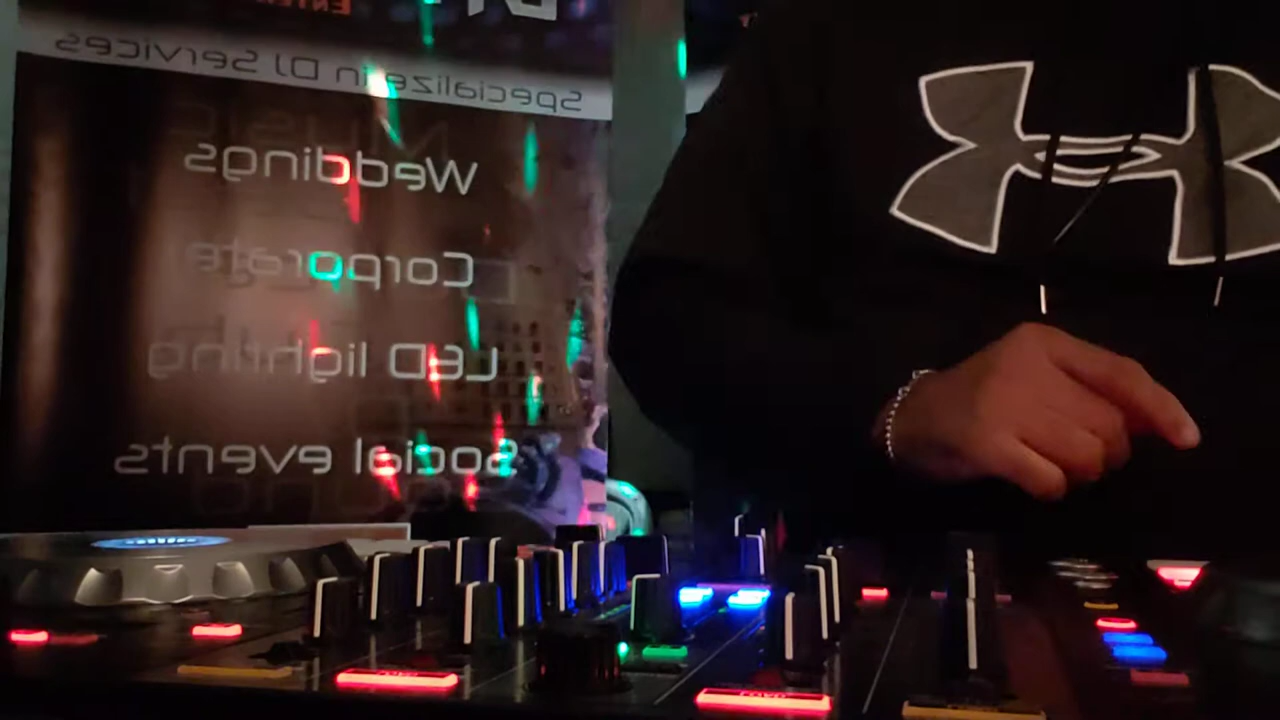 Specialize in DJ Services
Weddings
Corporate
LED lighting
Social events